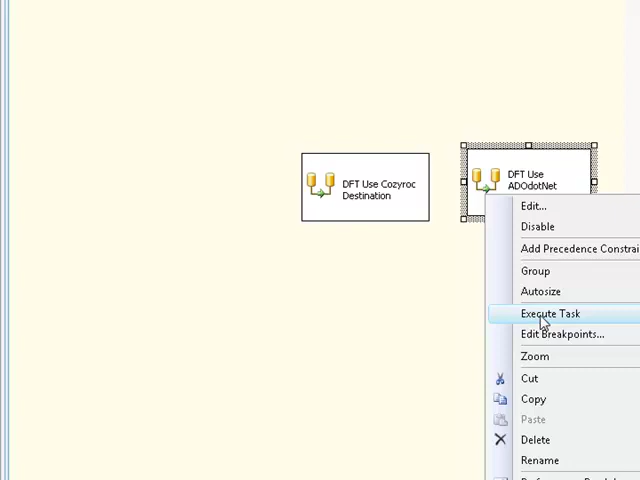 DFT Use Cozyroc
Destination
DFT Use
ADOdotNet
Edit...
Disable
Add Precedence
Group
Autosize
Execute Task
Edit Breakpoints...
Zoom
Cut
Copy
Paste
Delete
Rename